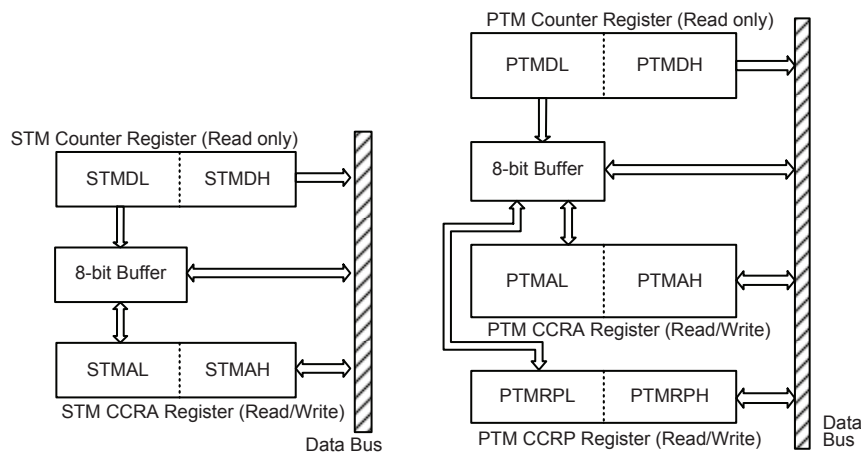 STM Counter Register (Read only)
STMDL
STMDH
8-bit Buffer
STMAL
STMAH
STM CCRA Register (Read/Write)
Data Bus
PTM Counter Register (Read only)
PTMDL
PTMDH
8-bit Buffer
PTMAL
PTMAH
PTM CCRA Register (Read/Write)
PTMRPL
PTMRPH
PTM CCRP Register (Read/Write)
Data
Bus